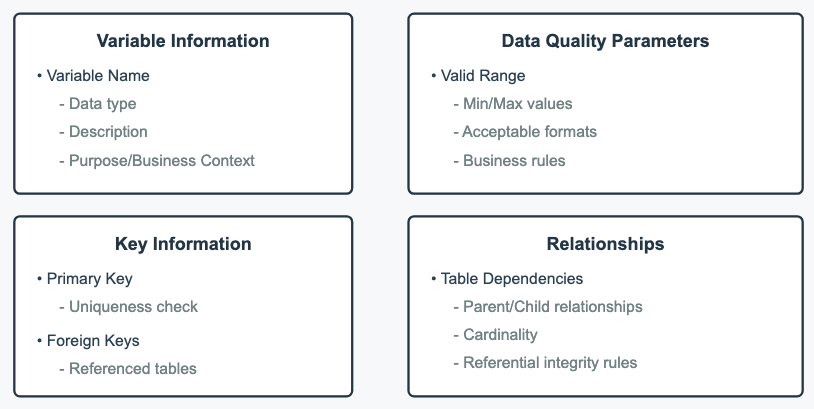 Variable Information
• Variable Name
- Data type
- Description
- Purpose/Business Context
Data Quality Parameters
• Valid Range
- Min/Max values
- Acceptable formats
- Business rules
Key Information
• Primary Key
- Uniqueness check
• Foreign Keys
- Referenced tables
Relationships
• Table Dependencies
- Parent/Child relationships
- Cardinality
- Referential integrity rules